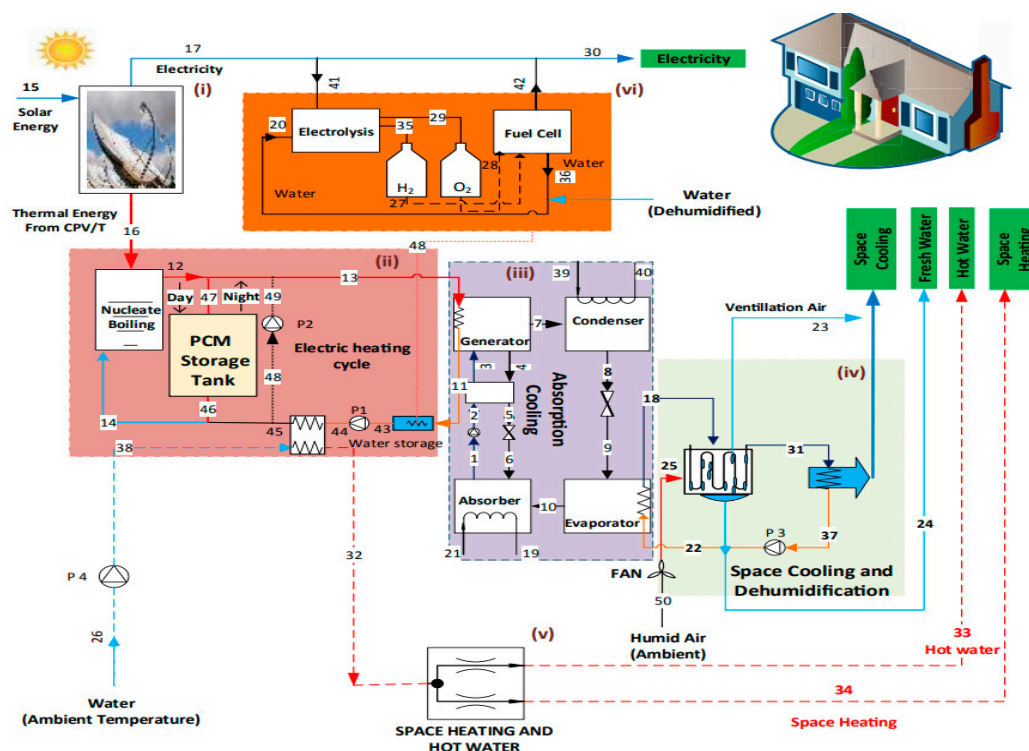 17
30
Electricity
Electricity
15
(i)
Solar
Energy
41
42
(vi)
20
Electrolysis
35
29
Fuel Cell
28
H2
O2
27
Water
Water
36
Water
(Dehumidified)
Thermal Energy
From CPV/T
16
Space
Cooling
Fresh Water
Hot Water
Space
Heating
48
(ii)
12
13
(iii)
39
40
Day
47
Night
49
Nucleate
Boiling
P2
PCM
Storage
Tank
Electric heating
cycle
48
Generator
7
Condenser
Ventillation Air
23
3
4
11
8
Absorption
Cooling
(iv)
46
14
45
44
P1
43
Water storage
2
5
18
38
1
6
9
31
25
Absorber
10
Evaporator
37
24
22
P 3
21
19
32
FAN
Space Cooling and
Dehumidification
P 4
50
26
Humid Air
(Ambient)
(v)
33
Hot water
34
Space Heating
Water
(Ambient Temperature)
SPACE HEATING AND
HOT WATER